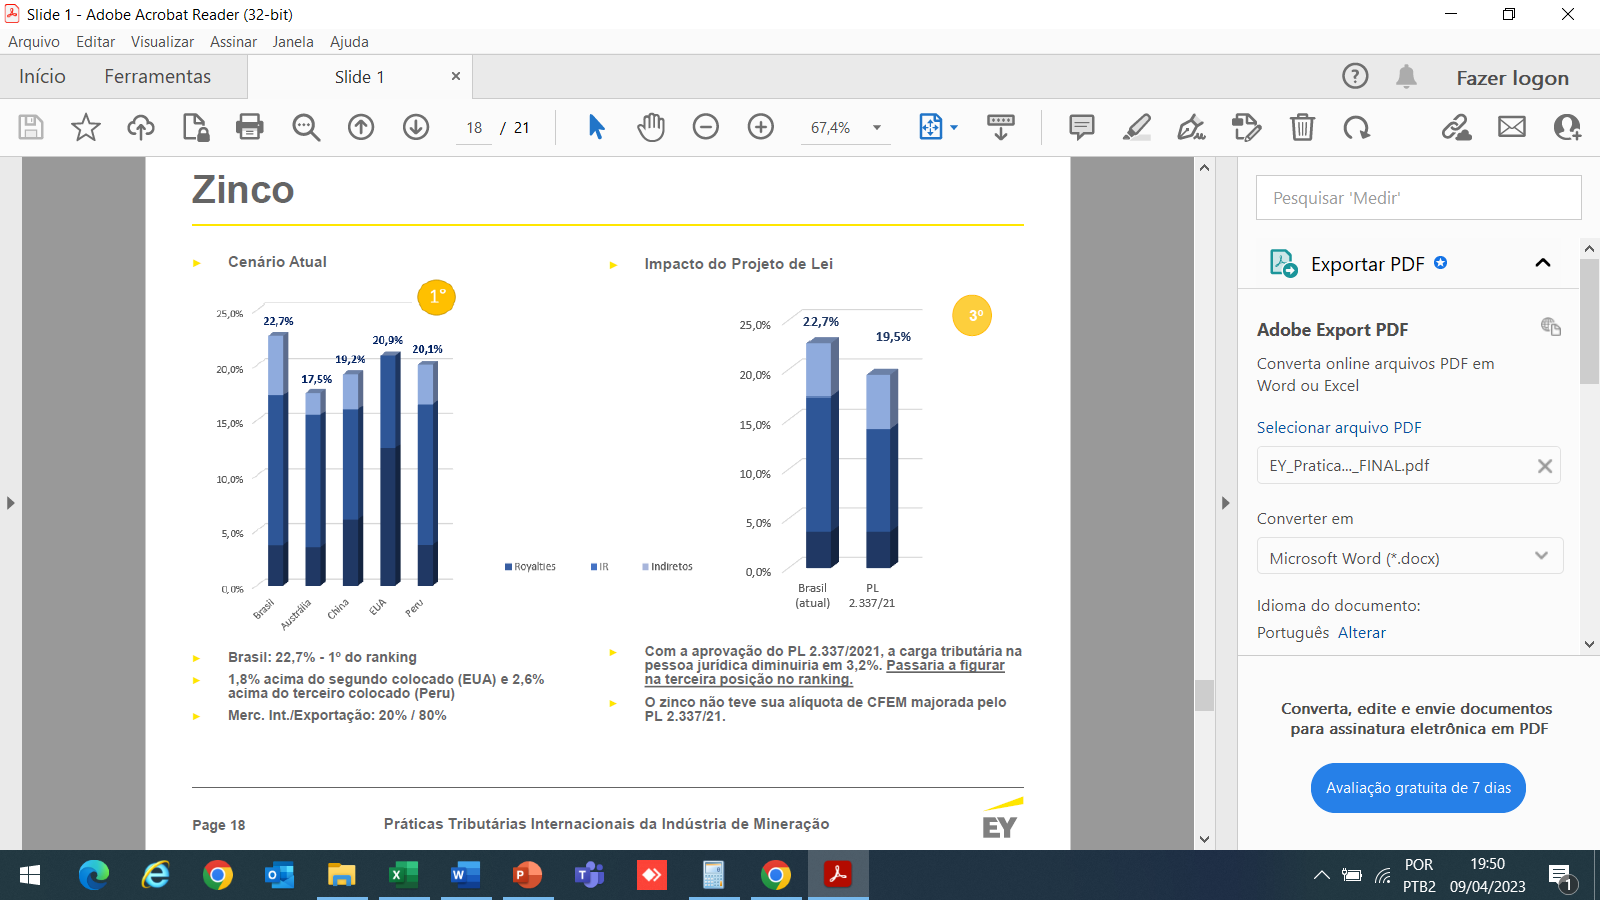 Slide 1 - Adobe Acrobat Reader (32-bit)
Arquivo Editar Visualizar Assinar Janela Ajuda
Início Ferramentas Slide 1 × ? Fazer logon
18 / 21 67,4%
Zinco
► Cenário Atual
1º
25,0%
20,0%
15,0%
10,0%
5,0%
0,0%
22,7%
17,5%
19,2%
20,9%
20,1%
Brasil
Austrália
China
EUA
Peru
Royalties IR Indiretos
► Brasil: 22,7% - 1º do ranking
► 1,8% acima do segundo colocado (EUA) e 2,6%
acima do terceiro colocado (Peru)
► Merc. Int./Exportação: 20% / 80%
► Impacto do Projeto de Lei
3º
25,0%
20,0%
15,0%
10,0%
5,0%
0,0%
22,7%
19,5%
Brasil
(atual)
PL
2.337/21
► Com a aprovação do PL 2.337/2021, a carga tributária na
pessoa jurídica diminuiria em 3,2%. Passaria a figurar
na terceira posição no ranking.
► O zinco não teve sua alíquota de CFEM majorada pelo
PL 2.337/21.
Page 18
Práticas Tributárias Internacionais da Indústria de Mineração
EY
Pesquisar 'Medir'
Exportar PDF
Adobe Export PDF
Converta online arquivos PDF em
Word ou Excel
Selecionar arquivo PDF
EY_Pratica..._FINAL.pdf
Converter em
Microsoft Word (*.docx)
Idioma do documento:
Português Alterar
Converta, edite e envie documentos
para assinatura eletrônica em PDF
Avaliação gratuita de 7 dias
POR
PTB2
19:50
09/04/2023
1